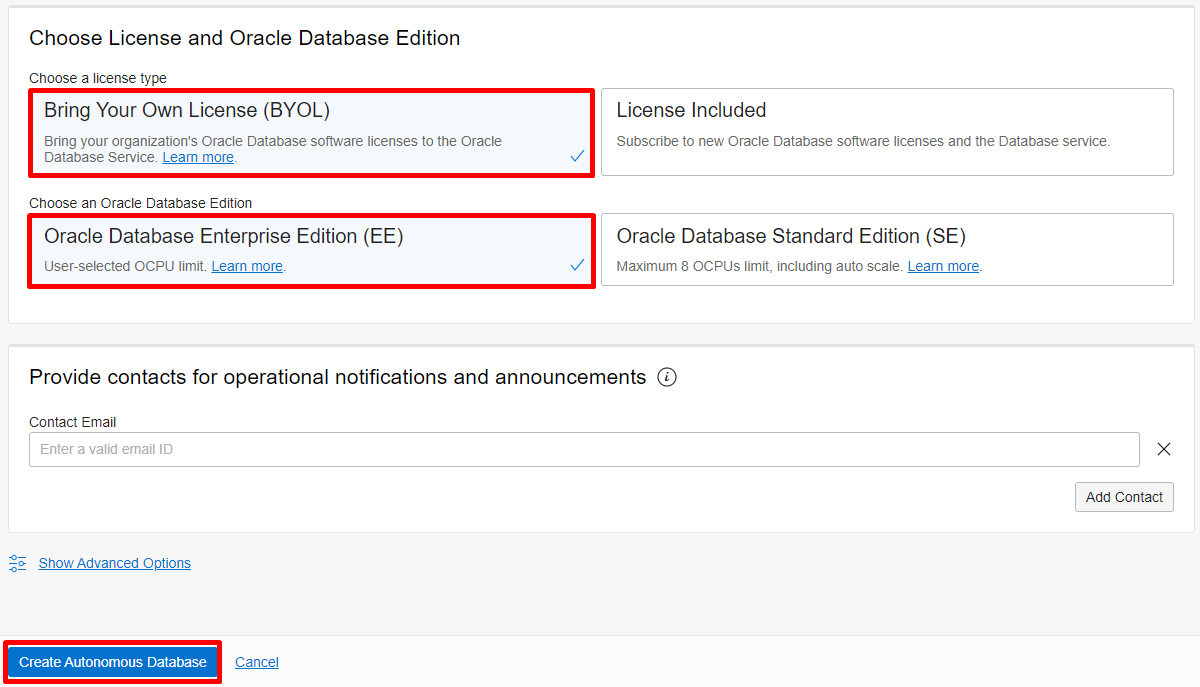 Choose License and Oracle Database Edition
Choose a license type
Bring Your Own License (BYOL)
Bring your organization's Oracle Database software licenses to the Oracle
Database Service. Learn more.
License Included
Subscribe to new Oracle Database software licenses and the Database service.
Choose an Oracle Database Edition
Oracle Database Enterprise Edition (EE)
User-selected OCPU limit. Learn more.
Oracle Database Standard Edition (SE)
Maximum 8 OCPUs limit, including auto scale. Learn more.
Provide contacts for operational notifications and announcements
Contact Email
Enter a valid email ID
Add Contact
Show Advanced Options
Create Autonomous Database
Cancel